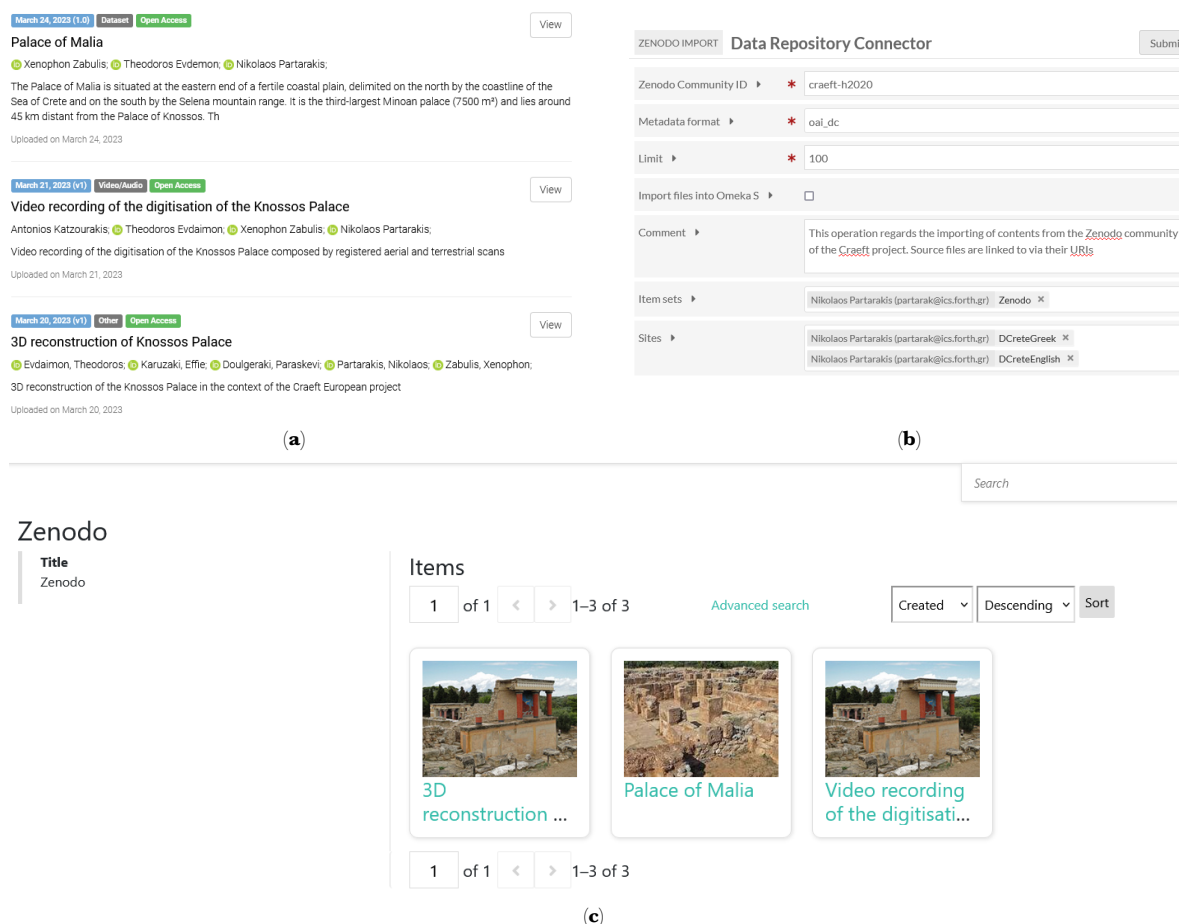 March 24, 2023 (1.0) Dataset Open Access
View
Palace of Malia
Xenophon Zabulis; Theodoros Evdemon; Nikolaos Partarakis;
The Palace of Malia is situated at the eastern end of a fertile coastal plain, delimited on the north by the coastline of the
Sea of Crete and on the south by the Selena mountain range. It is the third-largest Minoan palace (7500 m²) and lies around
45 km distant from the Palace of Knossos. Th
Uploaded on March 24, 2023
March 21, 2023 (v1) Video/Audio Open Access
View
Video recording of the digitisation of the Knossos Palace
Antonios Katzourakis; Theodoros Evdaimon; Xenophon Zabulis; Nikolaos Partarakis;
Video recording of the digitisation of the Knossos Palace composed by registered aerial and terrestrial scans
Uploaded on March 21, 2023
March 20, 2023 (v1) Other Open Access
View
3D reconstruction of Knossos Palace
Evdaimon, Theodoros; Karuzaki, Effie; Doulgeraki, Paraskevi; Partarakis, Nikolaos; Zabulis, Xenophon;
3D reconstruction of the Knossos Palace in the context of the Craeft European project
Uploaded on March 20, 2023
(a)
ZENODO IMPORT Data Repository Connector Submi
Zenodo Community ID * craeft-h2020
Metadata format * oai_dc
Limit * 100
Import files into Omeka S
Comment This operation regards the importing of contents from the Zenodo community
of the Craeft project. Source files are linked to via their URIs
Item sets Nikolaos Partarakis (partarak@ics.forth.gr) Zenodo ×
Sites Nikolaos Partarakis (partarak@ics.forth.gr) DCreteGreek ×
Nikolaos Partarakis (partarak@ics.forth.gr) DCreteEnglish ×
(b)
Search
Zenodo
Title
Zenodo
Items
1 of 1 < > 1–3 of 3 Advanced search Created Descending Sort
3D
reconstruction ...
Palace of Malia
Video recording
of the digitisati...
1 of 1 < > 1–3 of 3
(c)